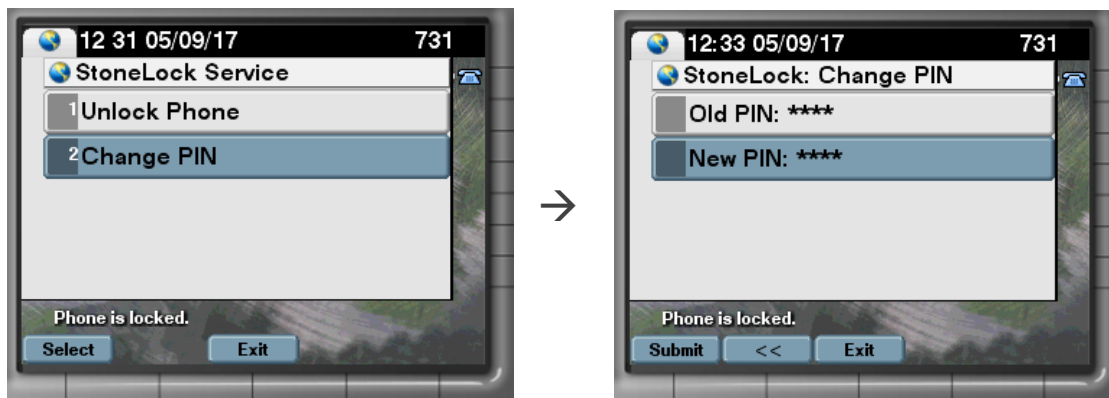 12 31 05/09/17 731
StoneLock Service
1 Unlock Phone
2 Change PIN
Phone is locked.
Select Exit
→
12:33 05/09/17 731
StoneLock: Change PIN
Old PIN: ****
New PIN: ****
Phone is locked.
Submit << Exit